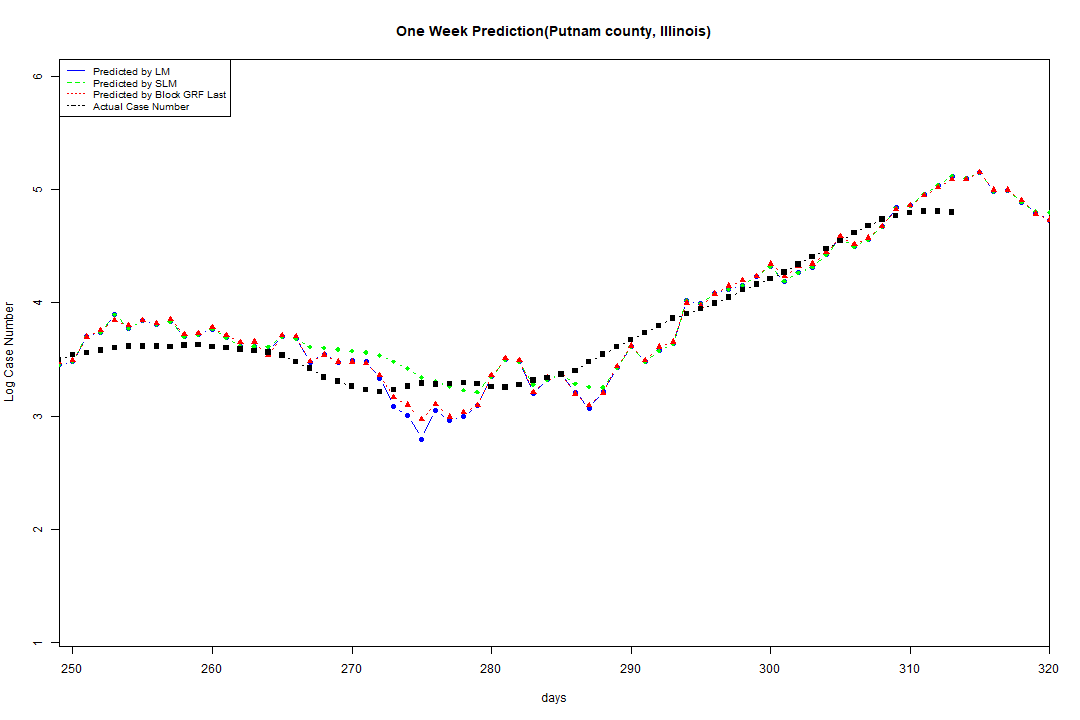 One Week Prediction(Putnam county, Illinois)
Predicted by LM
Predicted by SLM
Predicted by Block GRF Last
Actual Case Number
6
5
4
3
2
1
Log Case Number
250 260 270 280 290 300 310 320
days